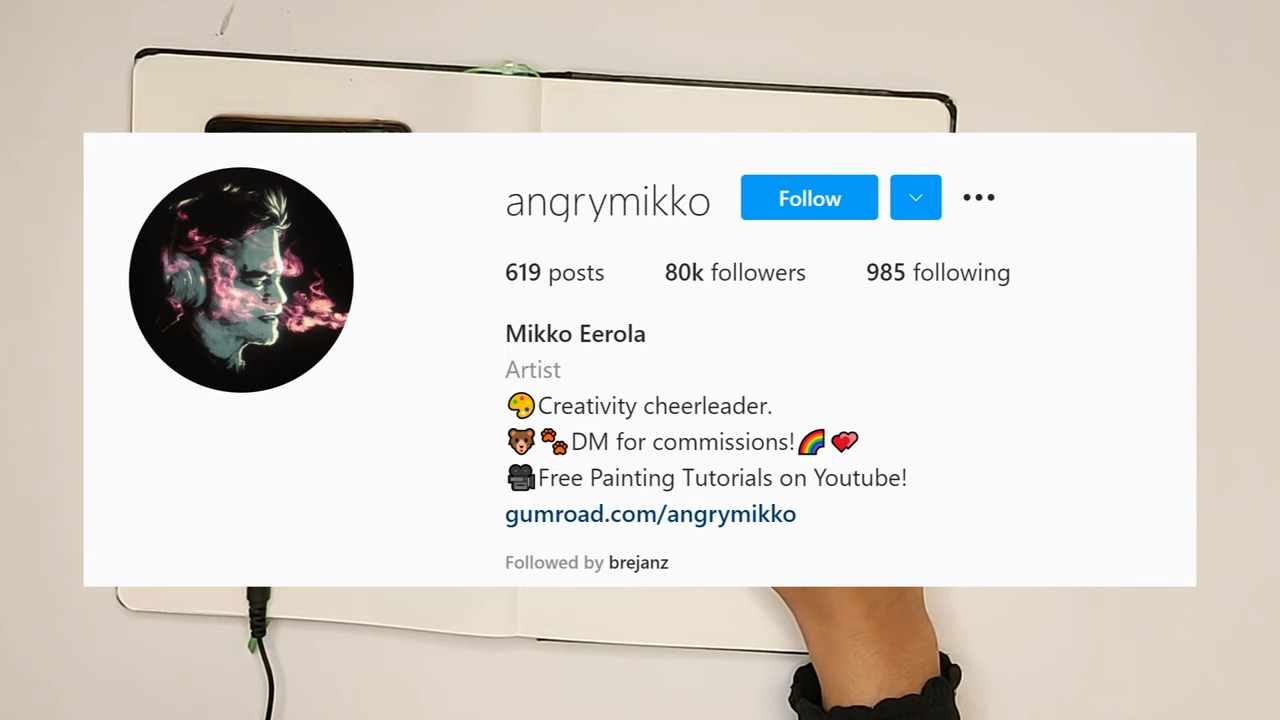 angrymikko Follow
619 posts 80k followers 985 following
Mikko Eerola
Artist
🎨Creativity cheerleader.
🐻🐾DM for commissions!🌈💕
🎥Free Painting Tutorials on Youtube!
gumroad.com/angrymikko
Followed by brejanz